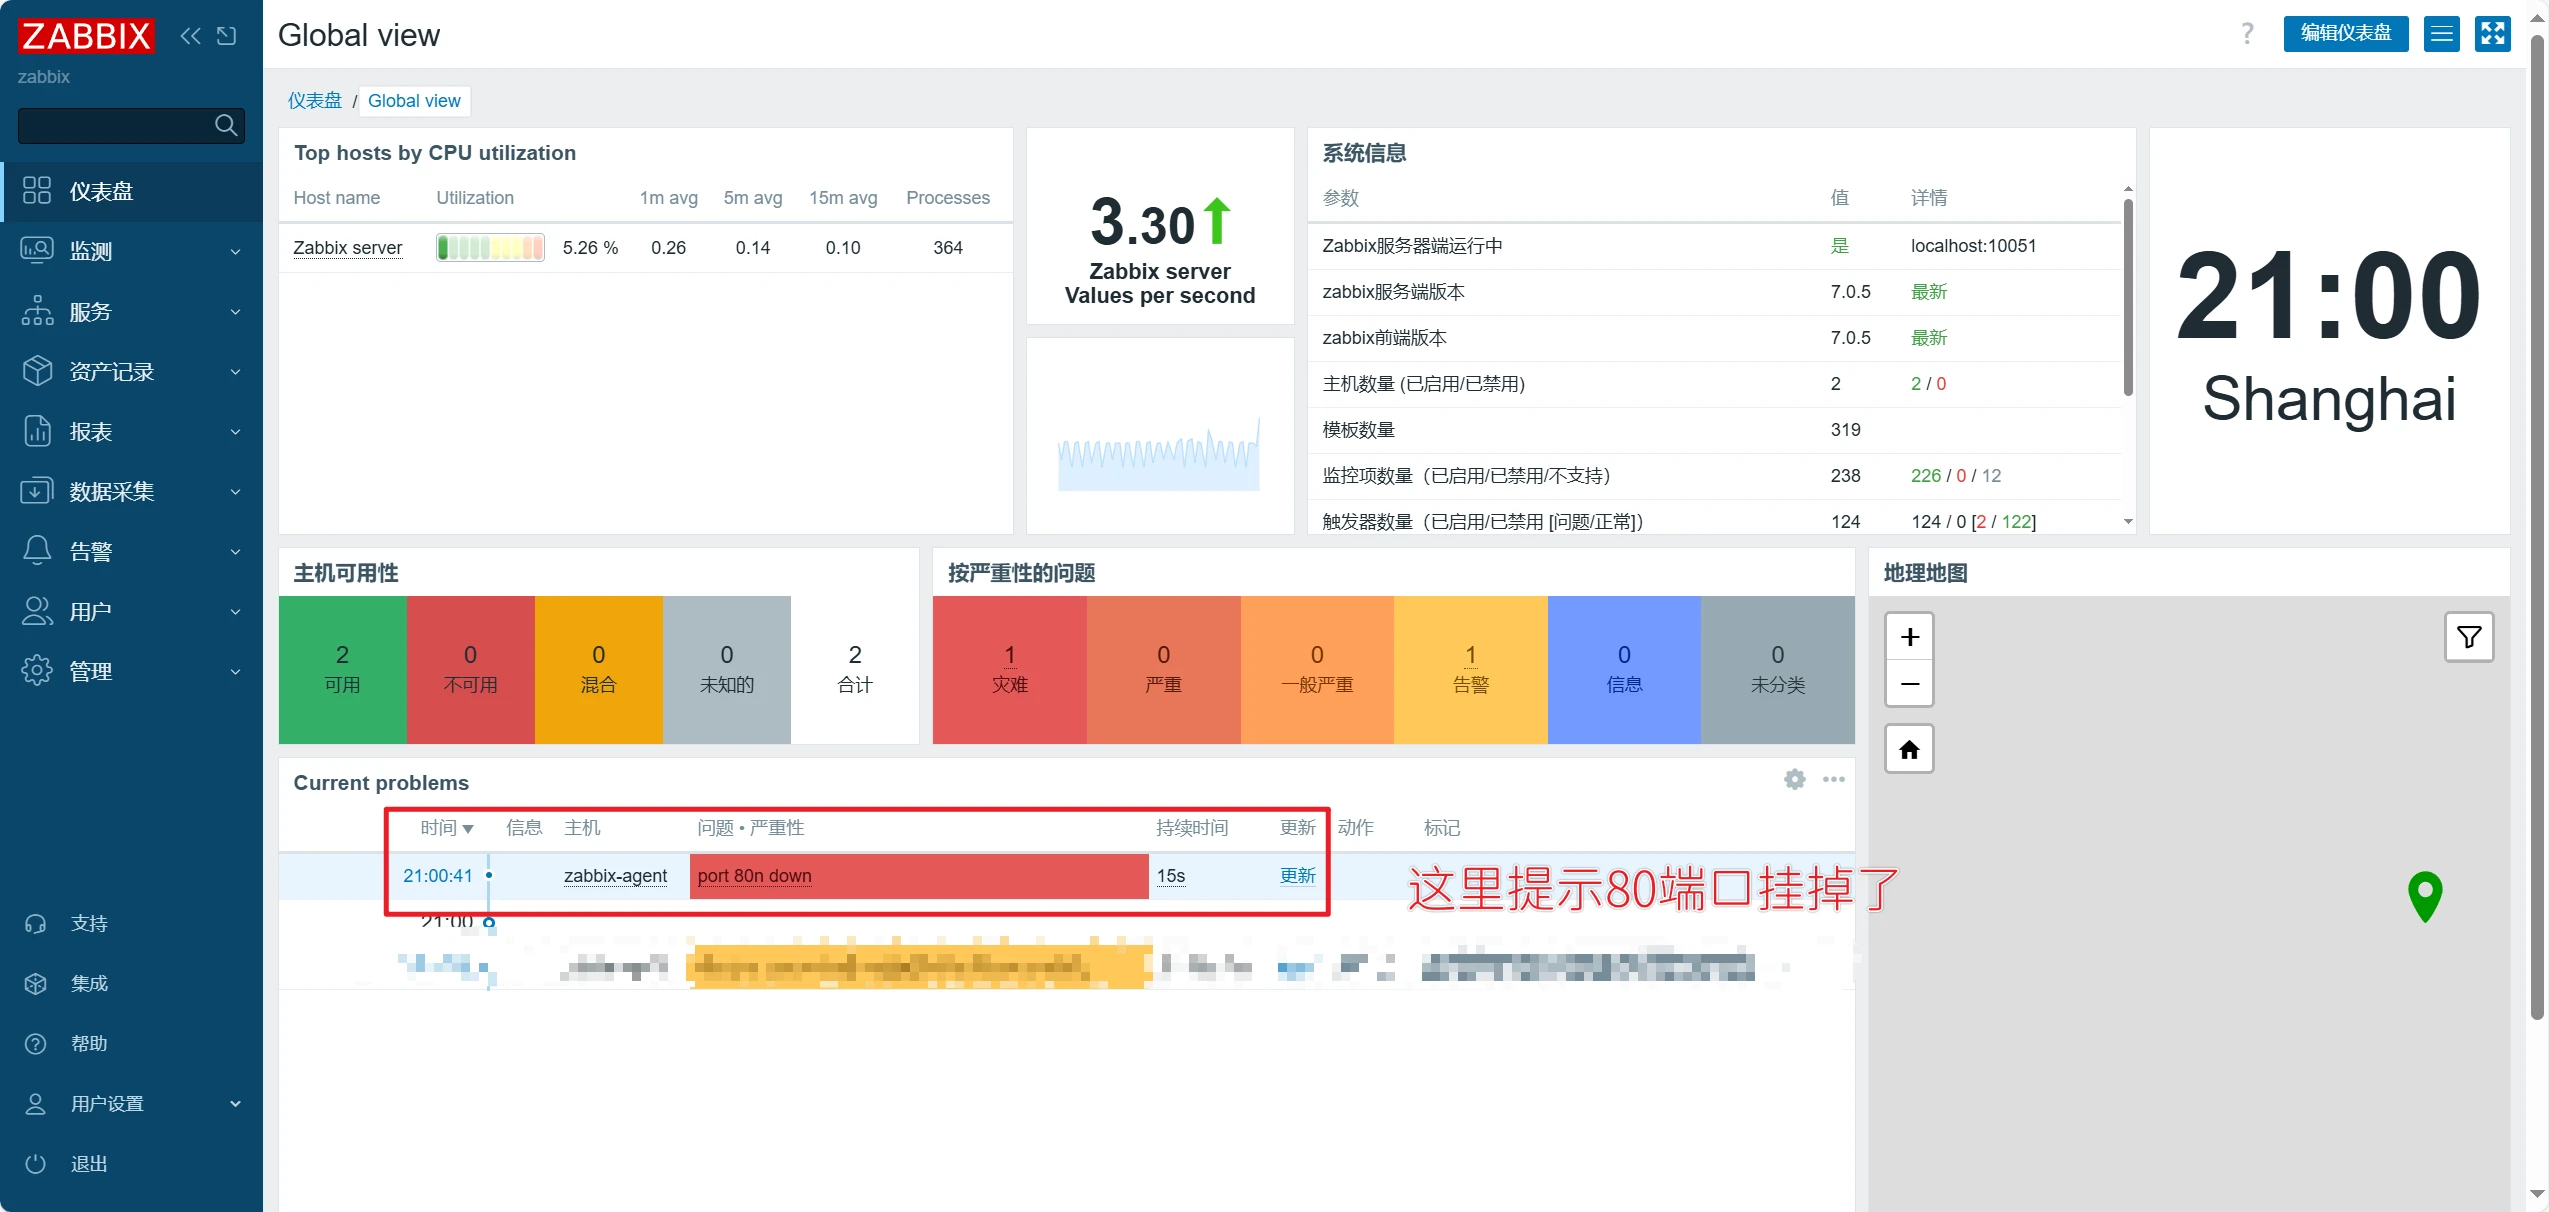 ZABBIX
zabbix
仪表盘
监测
服务
资产记录
报表
数据采集
告警
用户
管理
支持
集成
帮助
用户设置
退出
Global view
?
编辑仪表盘
仪表盘 / Global view
Top hosts by CPU utilization
Host name Utilization 1m avg 5m avg 15m avg Processes
Zabbix server 5.26 % 0.26 0.14 0.10 364
3.30
Zabbix server
Values per second
系统信息
参数 值 详情
Zabbix服务器端运行中 是 localhost:10051
zabbix服务端版本 7.0.5 最新
zabbix前端版本 7.0.5 最新
主机数量 (已启用/已禁用) 2 2 / 0
模板数量 319
监控项数量（已启用/已禁用/不支持） 238 226 / 0 / 12
触发器数量（已启用/已禁用 [问题/正常]） 124 124 / 0 [2 / 122]
21:00
Shanghai
主机可用性
2 0 0 0 2
可用 不可用 混合 未知的 合计
按严重性的问题
1 0 0 1 0 0
灾难 严重 一般严重 告警 信息 未分类
地理地图
+
−
Current problems
时间 信息 主机 问题 • 严重性 持续时间 更新 动作 标记
21:00:41 zabbix-agent port 80n down 15s 更新
这里提示80端口挂掉了
21:00